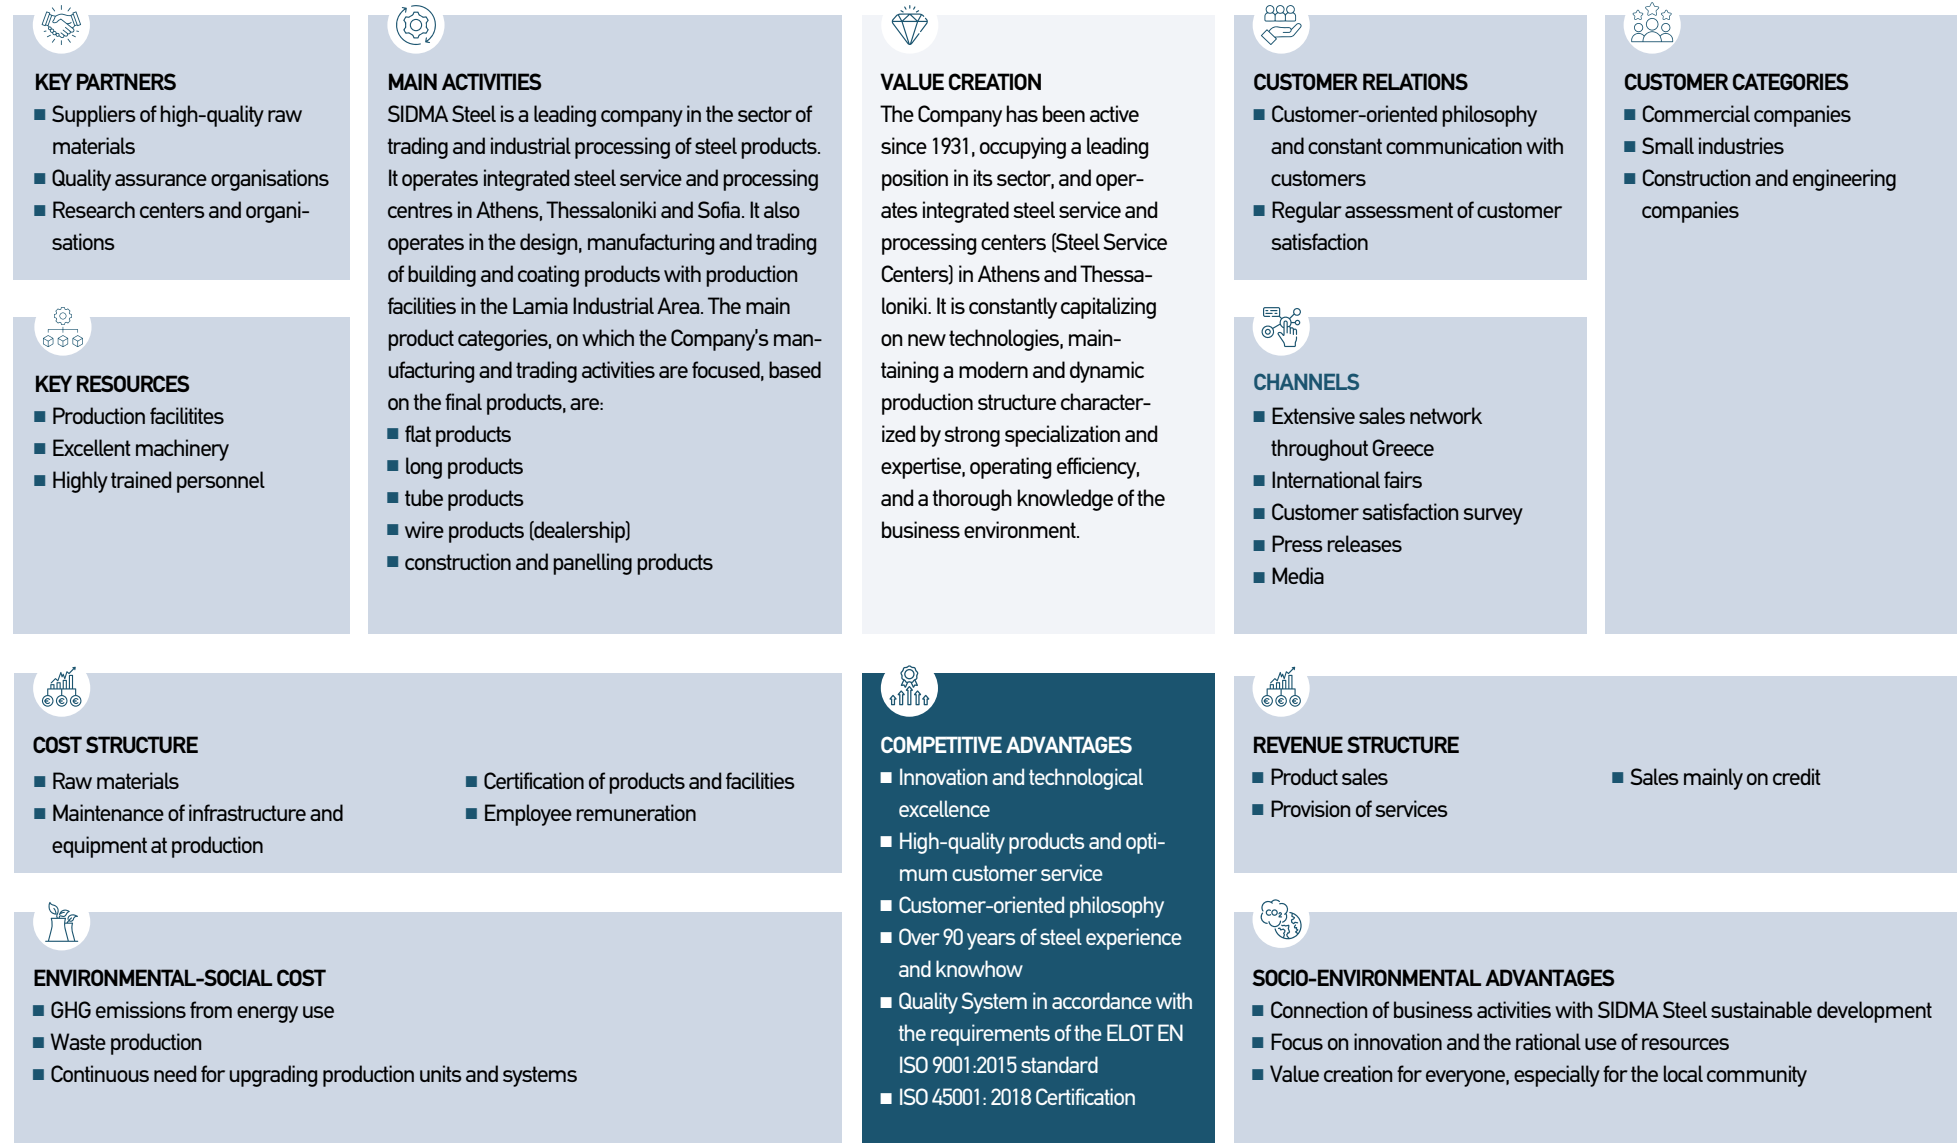 KEY PARTNERS
Suppliers of high-quality raw
materials
Quality assurance organisations
Research centers and organi-
sations
KEY RESOURCES
Production facilitites
Excellent machinery
Highly trained personnel
MAIN ACTIVITIES
SIDMA Steel is a leading company in the sector of
trading and industrial processing of steel products.
It operates integrated steel service and processing
centres in Athens, Thessaloniki and Sofia. It also
operates in the design, manufacturing and trading
of building and coating products with production
facilities in the Lamia Industrial Area. The main
product categories, on which the Company's man-
ufacturing and trading activities are focused, based
on the final products, are:
flat products
long products
tube products
wire products (dealership)
construction and panelling products
VALUE CREATION
The Company has been active
since 1931, occupying a leading
position in its sector, and oper-
ates integrated steel service and
processing centers (Steel Service
Centers) in Athens and Thessa-
loniki. It is constantly capitalizing
on new technologies, main-
taining a modern and dynamic
production structure character-
ized by strong specialization and
expertise, operating efficiency,
and a thorough knowledge of the
business environment.
CUSTOMER RELATIONS
Customer-oriented philosophy
and constant communication with
customers
Regular assessment of customer
satisfaction
CHANNELS
Extensive sales network
throughout Greece
International fairs
Customer satisfaction survey
Press releases
Media
CUSTOMER CATEGORIES
Commercial companies
Small industries
Construction and engineering
companies
COST STRUCTURE
Raw materials
Maintenance of infrastructure and
equipment at production
Certification of products and facilities
Employee remuneration
ENVIRONMENTAL-SOCIAL COST
GHG emissions from energy use
Waste production
Continuous need for upgrading production units and systems
COMPETITIVE ADVANTAGES
Innovation and technological
excellence
High-quality products and opti-
mum customer service
Customer-oriented philosophy
Over 90 years of steel experience
and knowhow
Quality System in accordance with
the requirements of the ELOT EN
ISO 9001:2015 standard
ISO 45001: 2018 Certification
REVENUE STRUCTURE
Product sales
Provision of services
Sales mainly on credit
CO2
SOCIO-ENVIRONMENTAL ADVANTAGES
Connection of business activities with SIDMA Steel sustainable development
Focus on innovation and the rational use of resources
Value creation for everyone, especially for the local community